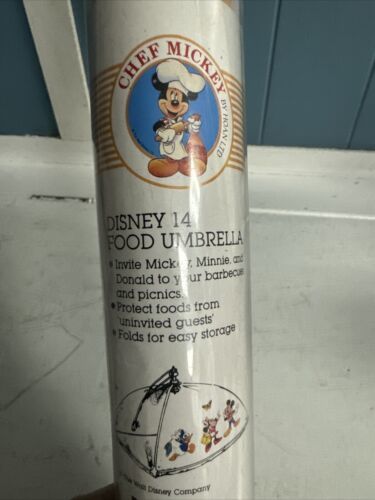 CHEF MICKEY
BY HOAN LTD
DISNEY 14
FOOD UMBRELLA
• Invite Mickey, Minnie, and
Donald to your barbecues
and picnics.
• Protect foods from
'uninvited guests'
• Folds for easy storage
The Walt Disney Company